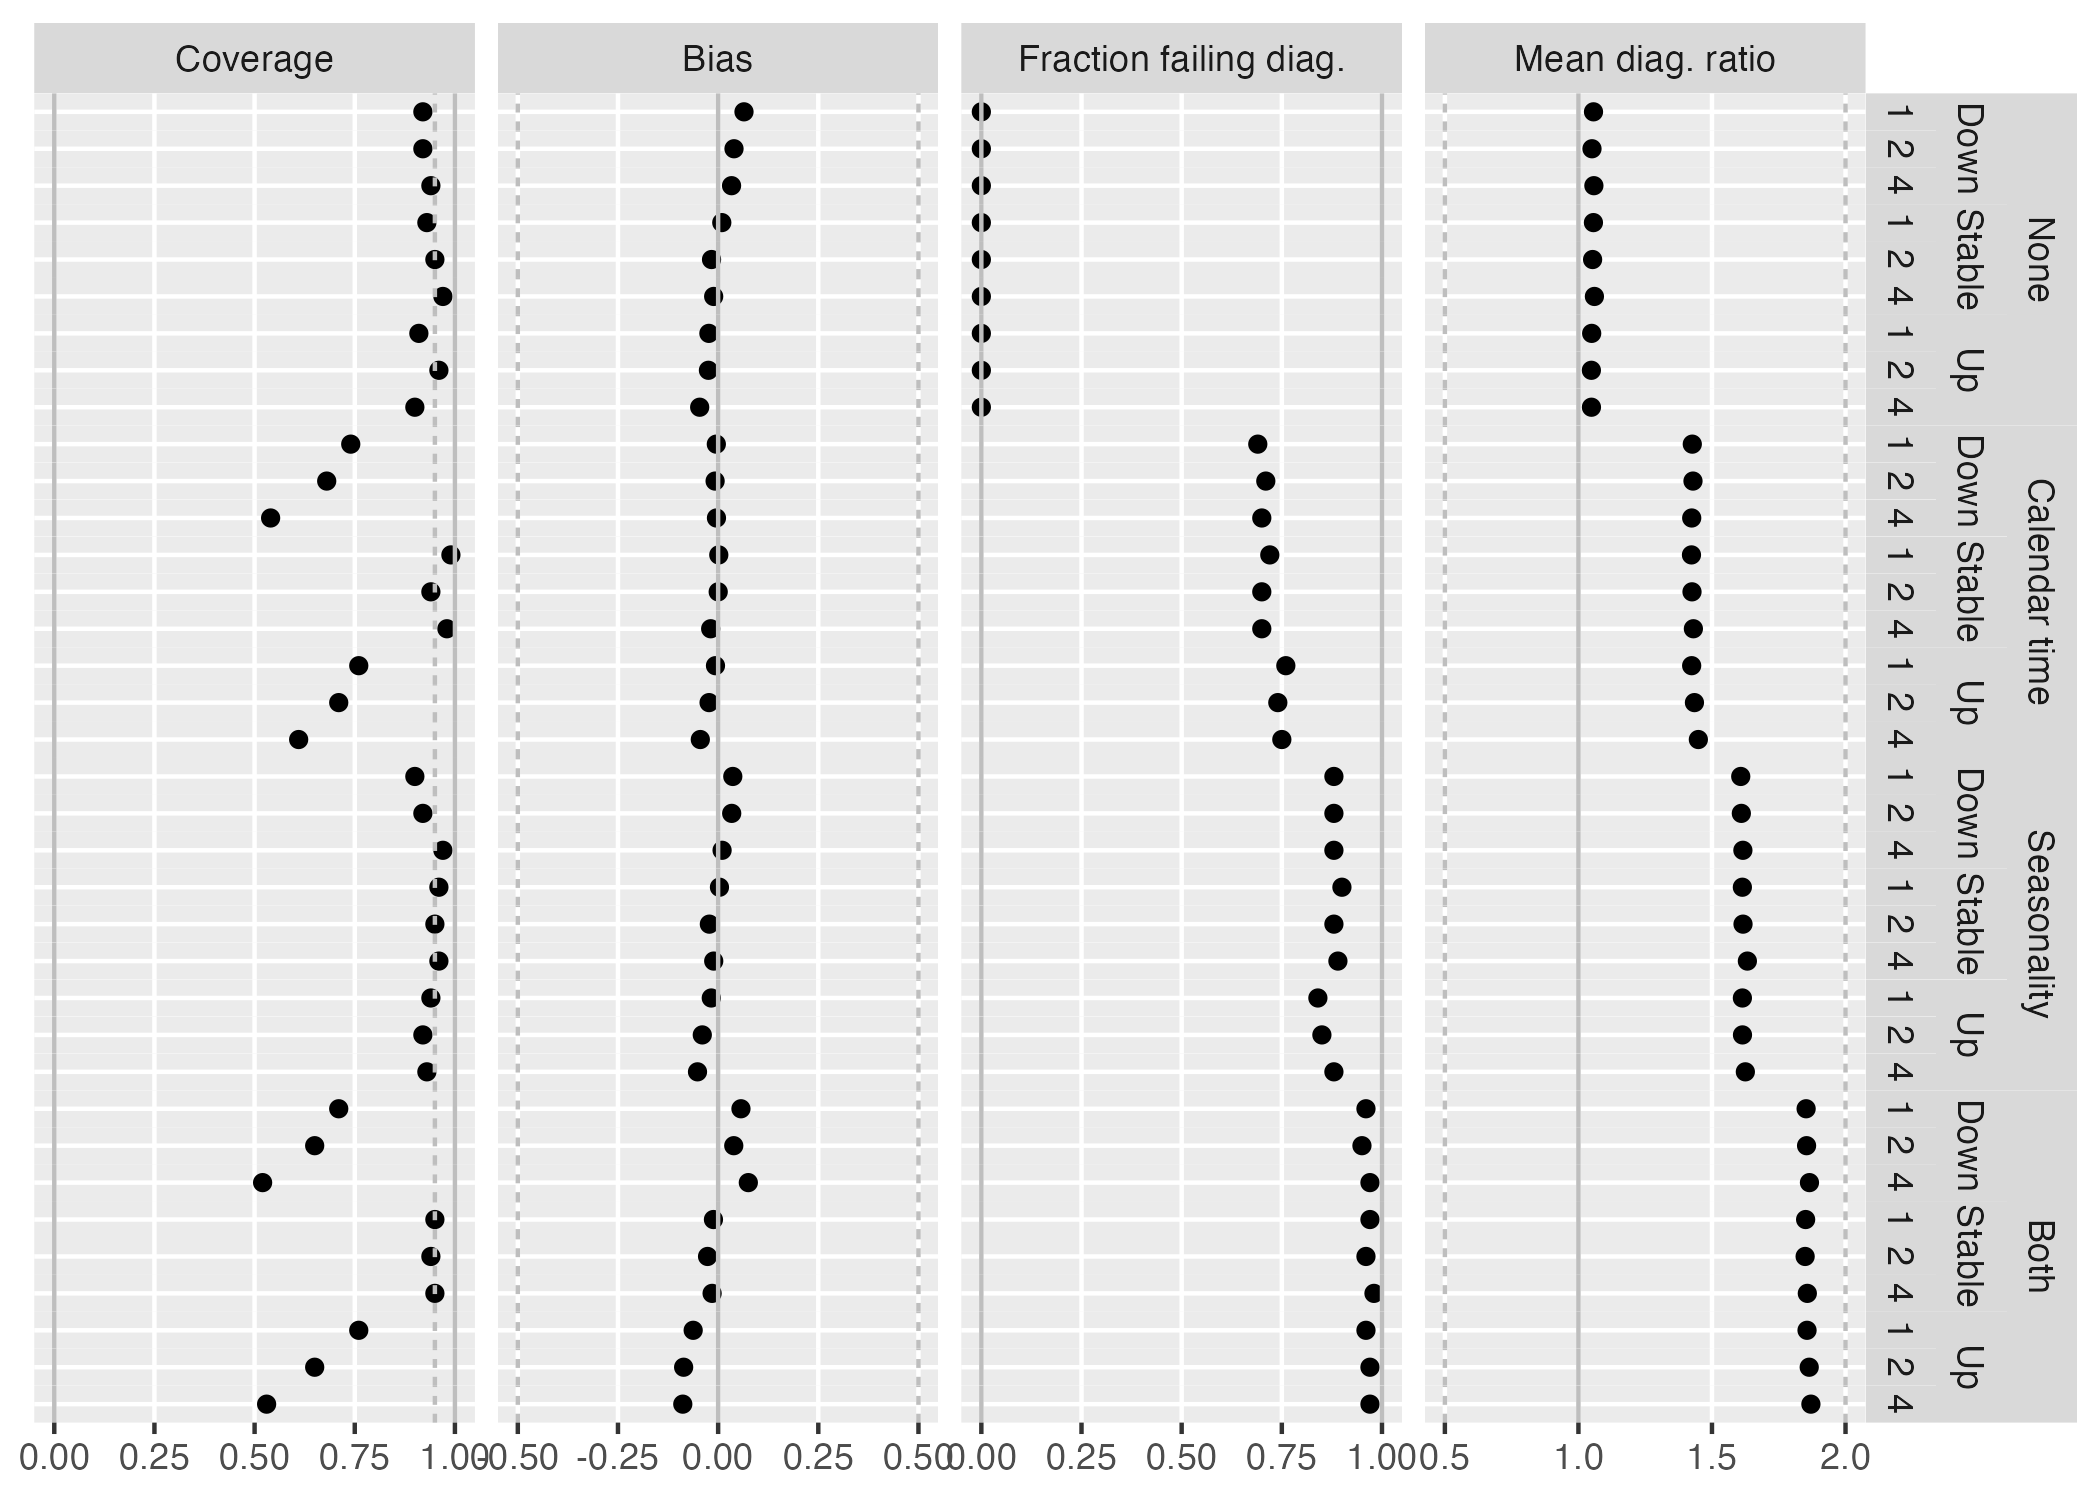 Coverage
Bias
Fraction failing diag.
Mean diag. ratio
1
2
4
1
2
4
1
2
4
1
2
4
1
2
4
1
2
4
1
2
4
1
2
4
1
2
4
1
2
4
1
2
4
1
2
4
Down
Stable
Up
Down
Stable
Up
Down
Stable
Up
Down
Stable
Up
None
Calendar time
Seasonality
Both
0.00 0.25 0.50 0.75 1.00
-0.50 -0.25 0.00 0.25 0.50
0.00 0.25 0.50 0.75 1.00
0.5 1.0 1.5 2.0